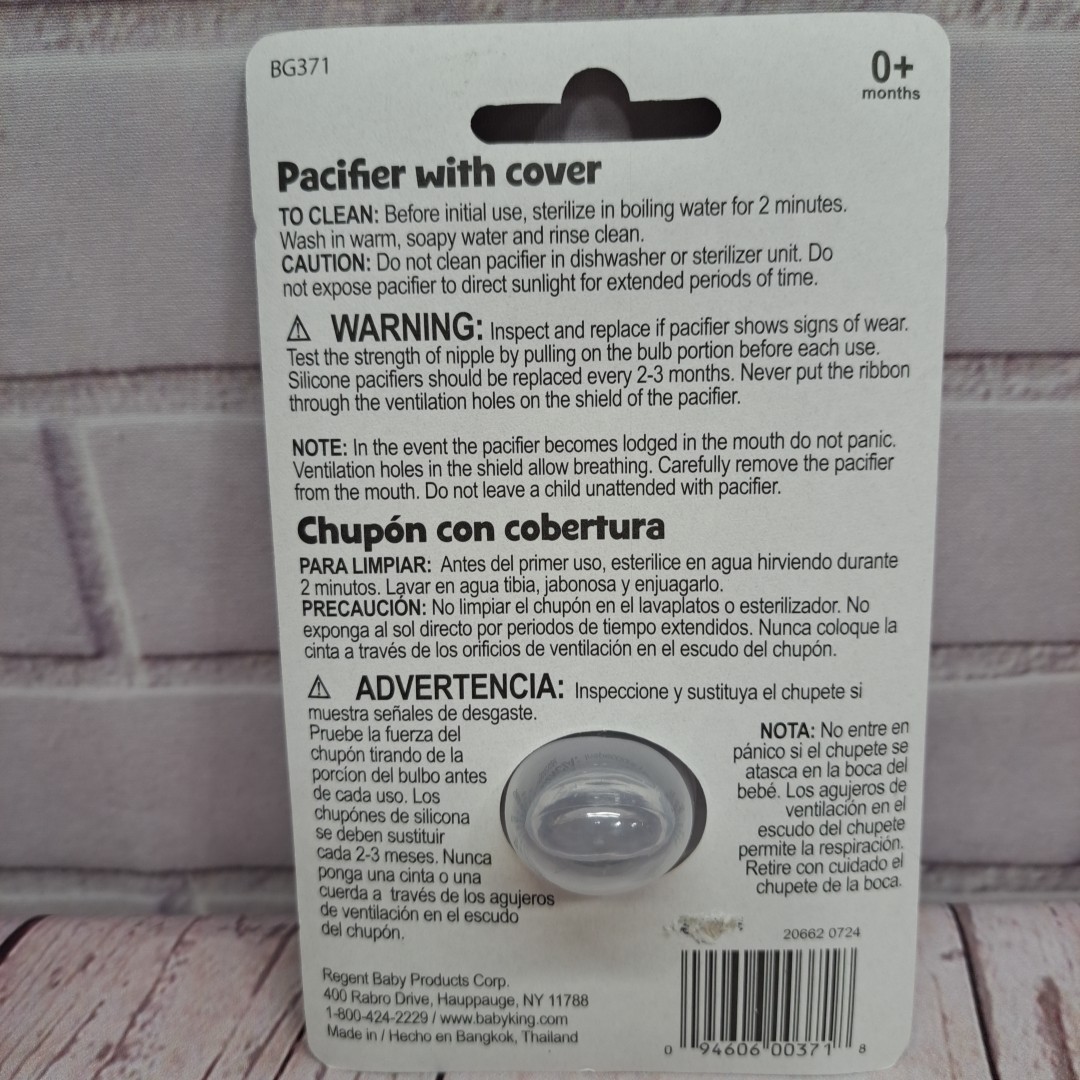 BG371
0+
months
Pacifier with cover
TO CLEAN: Before initial use, sterilize in boiling water for 2 minutes.
Wash in warm, soapy water and rinse clean.
CAUTION: Do not clean pacifier in dishwasher or sterilizer unit. Do
not expose pacifier to direct sunlight for extended periods of time.
⚠ WARNING: Inspect and replace if pacifier shows signs of wear.
Test the strength of nipple by pulling on the bulb portion before each use.
Silicone pacifiers should be replaced every 2-3 months. Never put the ribbon
through the ventilation holes on the shield of the pacifier.
NOTE: In the event the pacifier becomes lodged in the mouth do not panic.
Ventilation holes in the shield allow breathing. Carefully remove the pacifier
from the mouth. Do not leave a child unattended with pacifier.
Chupón con cobertura
PARA LIMPIAR: Antes del primer uso, esterilice en agua hirviendo durante
2 minutos. Lavar en agua tibia, jabonosa y enjuagarlo.
PRECAUCIÓN: No limpiar el chupón en el lavaplatos o esterilizador. No
exponga al sol directo por periodos de tiempo extendidos. Nunca coloque la
cinta a través de los orificios de ventilación en el escudo del chupón.
⚠ ADVERTENCIA: Inspeccione y sustituya el chupete si
muestra señales de desgaste.
Pruebe la fuerza del
chupón tirando de la
porcíon del bulbo antes
de cada uso. Los
chupónes de silicona
se deben sustituir
cada 2-3 meses. Nunca
ponga una cinta o una
cuerda a través de los agujeros
de ventilación en el escudo
del chupón.
NOTA: No entre en
pánico si el chupete se
atasca en la boca del
bebé. Los agujeros de
ventilación en el
escudo del chupete
permite la respiración.
Retire con cuidado el
chupete de la boca.
20662 0724
Regent Baby Products Corp.
400 Rabro Drive, Hauppauge, NY 11788
1-800-424-2229 / www.babyking.com
Made in / Hecho en Bangkok, Thailand
0 94606 00371 8